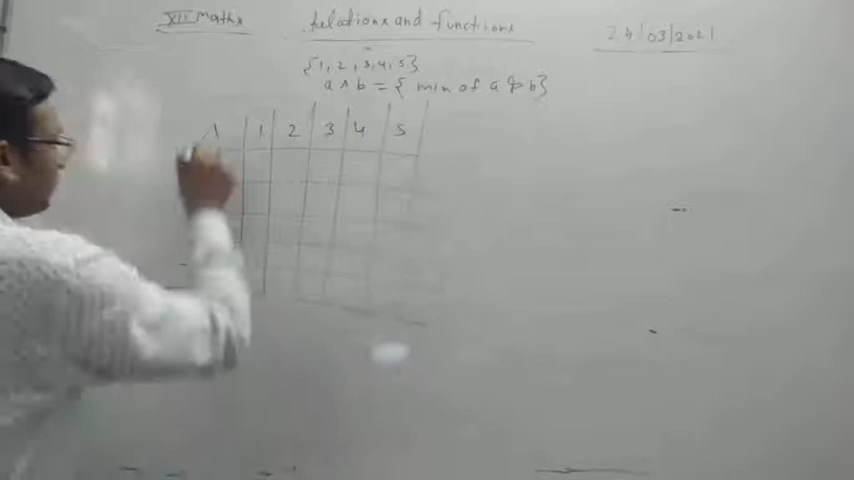 XII Maths
Relations and functions
26/03/2021
{1, 2, 3, 4, 5}
a ∧ b = { min of a & b}
∧ 1 2 3 4 5